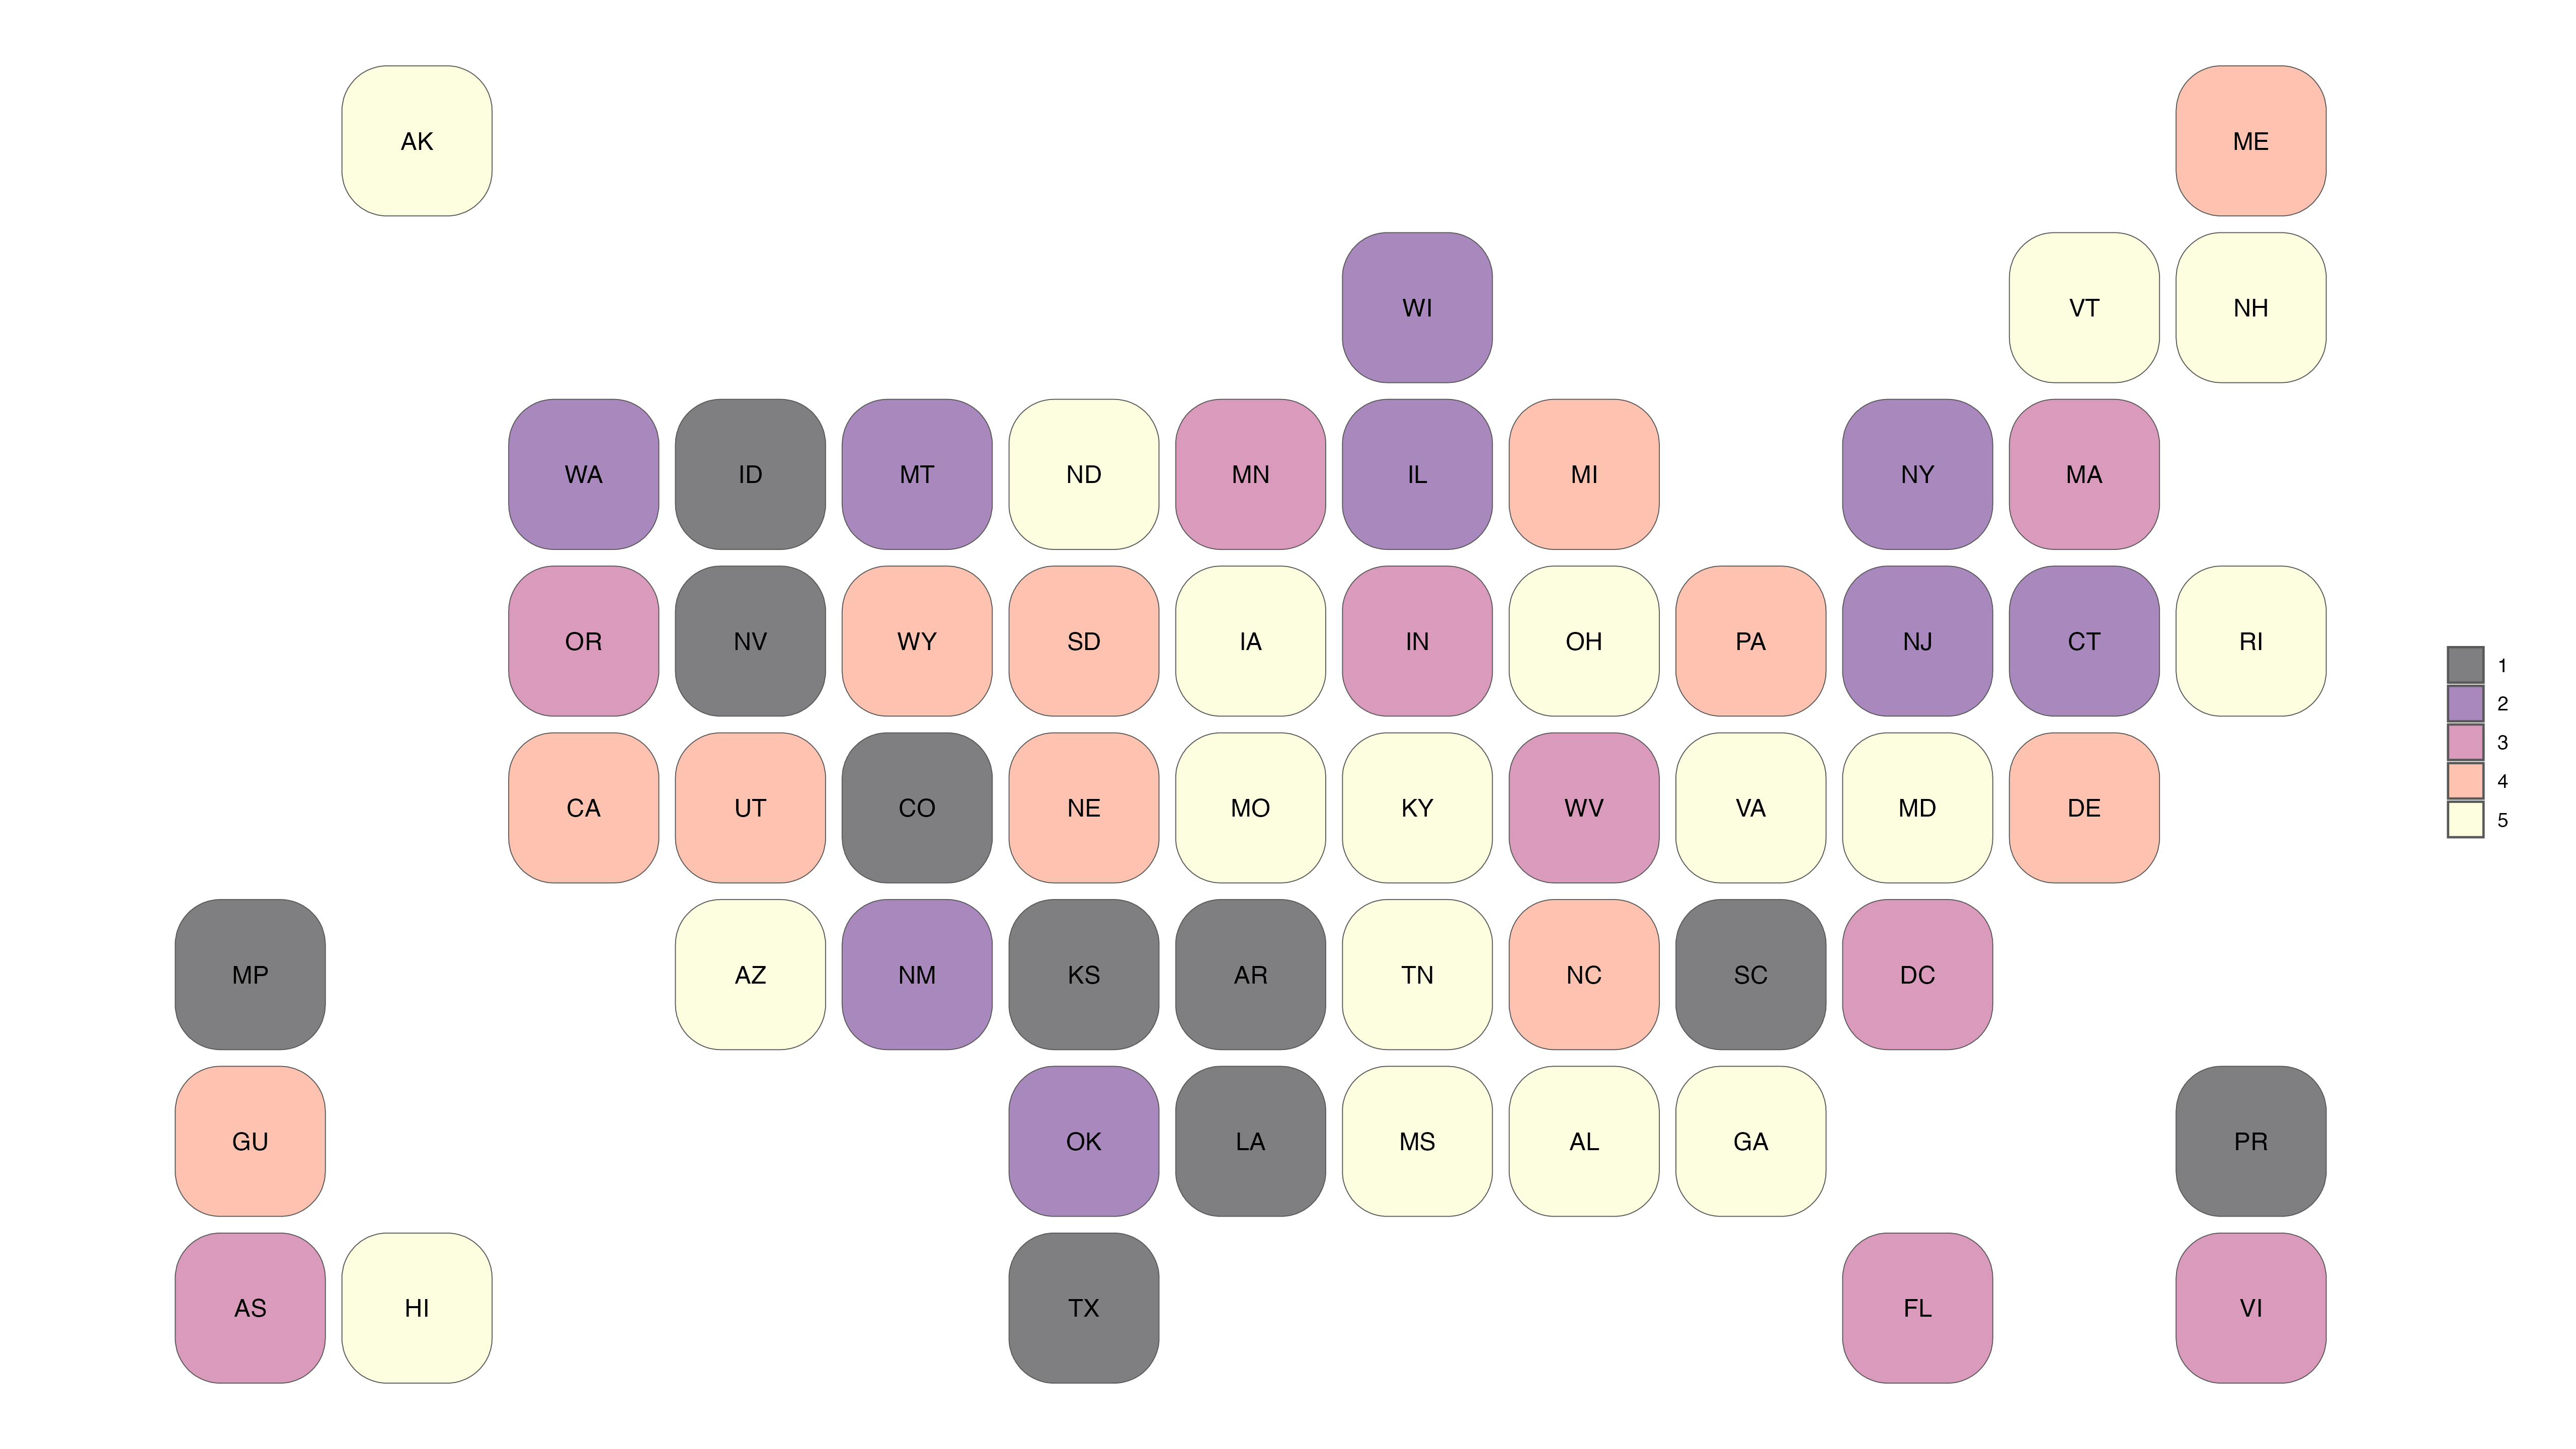 AK
ME
WI
VT
NH
WA
ID
MT
ND
MN
IL
MI
NY
MA
OR
NV
WY
SD
IA
IN
OH
PA
NJ
CT
RI
CA
UT
CO
NE
MO
KY
WV
VA
MD
DE
MP
AZ
NM
KS
AR
TN
NC
SC
DC
GU
OK
LA
MS
AL
GA
PR
AS
HI
TX
FL
VI
1
2
3
4
5